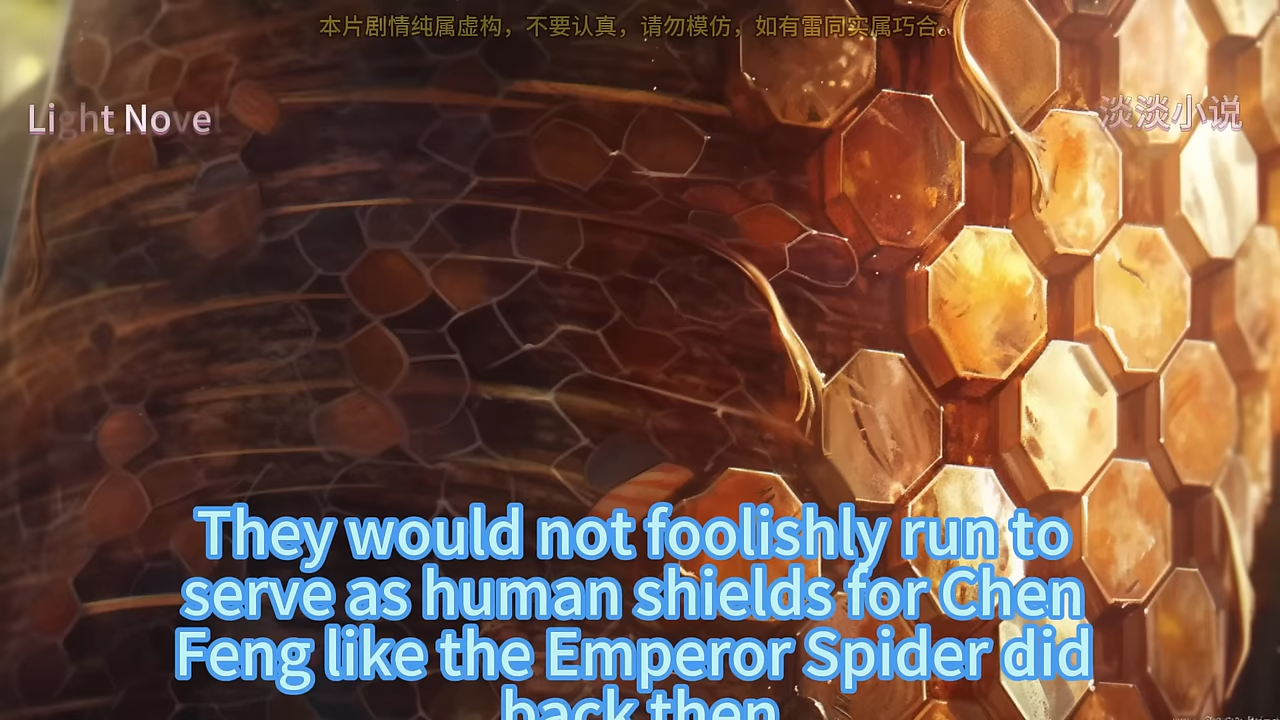 本片剧情纯属虚构，不要认真，请勿模仿，如有雷同实属巧合。
Light Novel
淡淡小说
They would not foolishly run to
serve as human shields for Chen
Feng like the Emperor Spider did
back then